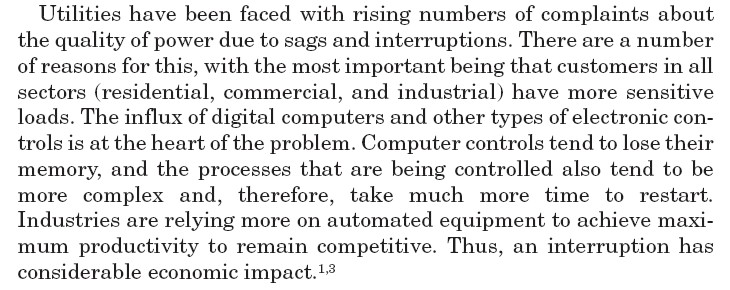 Utilities have been faced with rising numbers of complaints about
the quality of power due to sags and interruptions. There are a number
of reasons for this, with the most important being that customers in all
sectors (residential, commercial, and industrial) have more sensitive
loads. The influx of digital computers and other types of electronic con-
trols is at the heart of the problem. Computer controls tend to lose their
memory, and the processes that are being controlled also tend to be
more complex and, therefore, take much more time to restart.
Industries are relying more on automated equipment to achieve maxi-
mum productivity to remain competitive. Thus, an interruption has
considerable economic impact.1,3